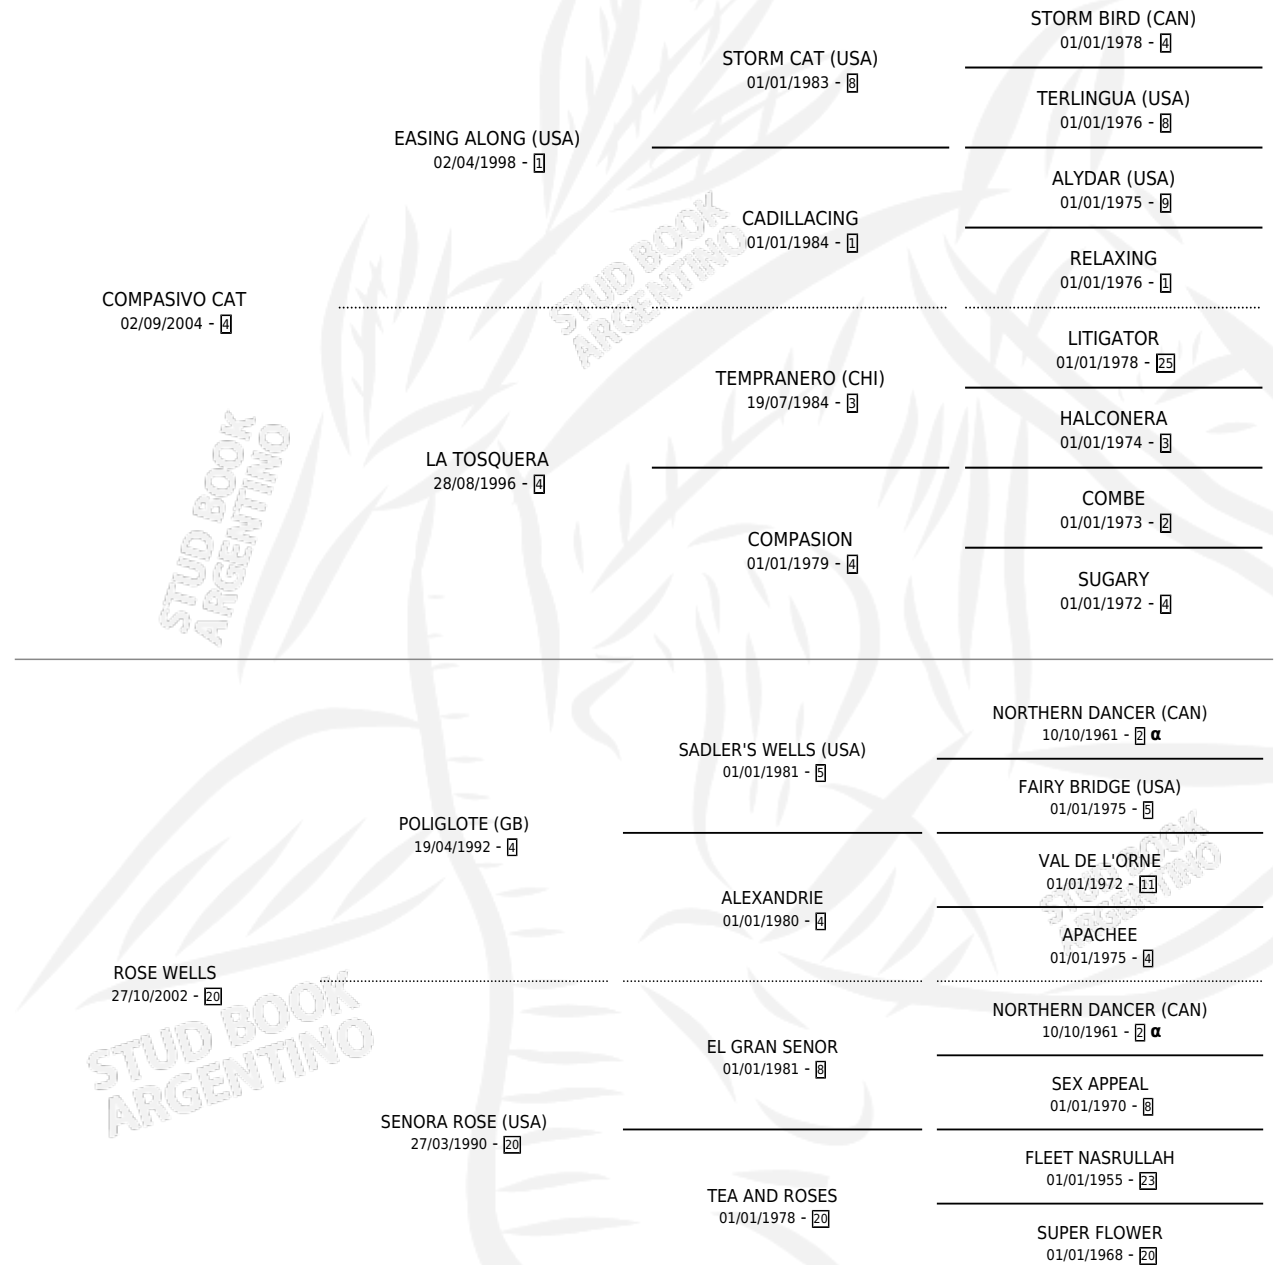 STORM BIRD (CAN)
01/01/1978 - 4
STORM CAT (USA)
01/01/1983 - 8
TERLINGUA (USA)
01/01/1976 - 8
EASING ALONG (USA)
02/04/1998 - 1
ALYDAR (USA)
01/01/1975 - 9
CADILLACING
01/01/1984 - 1
RELAXING
01/01/1976 - 1
COMPASIVO CAT
02/09/2004 - 4
LITIGATOR
01/01/1978 - 25
TEMPRANERO (CHI)
19/07/1984 - 3
HALCONERA
01/01/1974 - 3
LA TOSQUERA
28/08/1996 - 4
COMBE
01/01/1973 - 2
COMPASION
01/01/1979 - 4
SUGARY
01/01/1972 - 4
NORTHERN DANCER (CAN)
10/10/1961 - 2 α
SADLER'S WELLS (USA)
01/01/1981 - 5
FAIRY BRIDGE (USA)
01/01/1975 - 5
POLIGLOTE (GB)
19/04/1992 - 4
VAL DE L'ORNE
01/01/1972 - 11
ALEXANDRIE
01/01/1980 - 4
APACHEE
01/01/1975 - 4
ROSE WELLS
27/10/2002 - 20
NORTHERN DANCER (CAN)
10/10/1961 - 2 α
EL GRAN SENOR
01/01/1981 - 8
SEX APPEAL
01/01/1970 - 8
SENORA ROSE (USA)
27/03/1990 - 20
FLEET NASRULLAH
01/01/1955 - 23
TEA AND ROSES
01/01/1978 - 20
SUPER FLOWER
01/01/1968 - 20
STUD BOOK
ARGENTINO
STUD BOOK
ARGENTINO
STUD BOOK
ARGENTINO
STUD BOOK
ARGENTINO